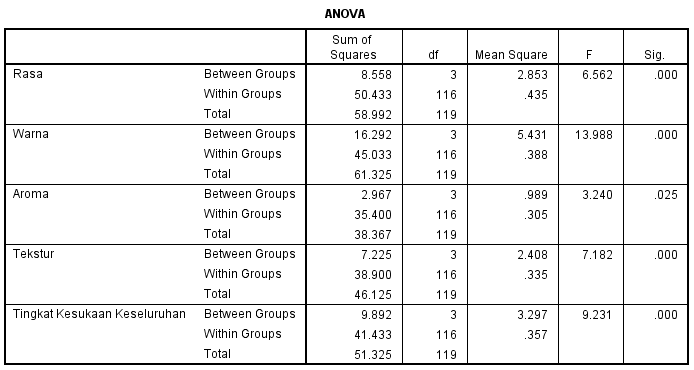 ANOVA
Sum of Squares df Mean Square F Sig.
Rasa Between Groups 8.558 3 2.853 6.562 .000
Within Groups 50.433 116 .435
Total 58.992 119
Warna Between Groups 16.292 3 5.431 13.988 .000
Within Groups 45.033 116 .388
Total 61.325 119
Aroma Between Groups 2.967 3 .989 3.240 .025
Within Groups 35.400 116 .305
Total 38.367 119
Tekstur Between Groups 7.225 3 2.408 7.182 .000
Within Groups 38.900 116 .335
Total 46.125 119
Tingkat Kesukaan Keseluruhan Between Groups 9.892 3 3.297 9.231 .000
Within Groups 41.433 116 .357
Total 51.325 119